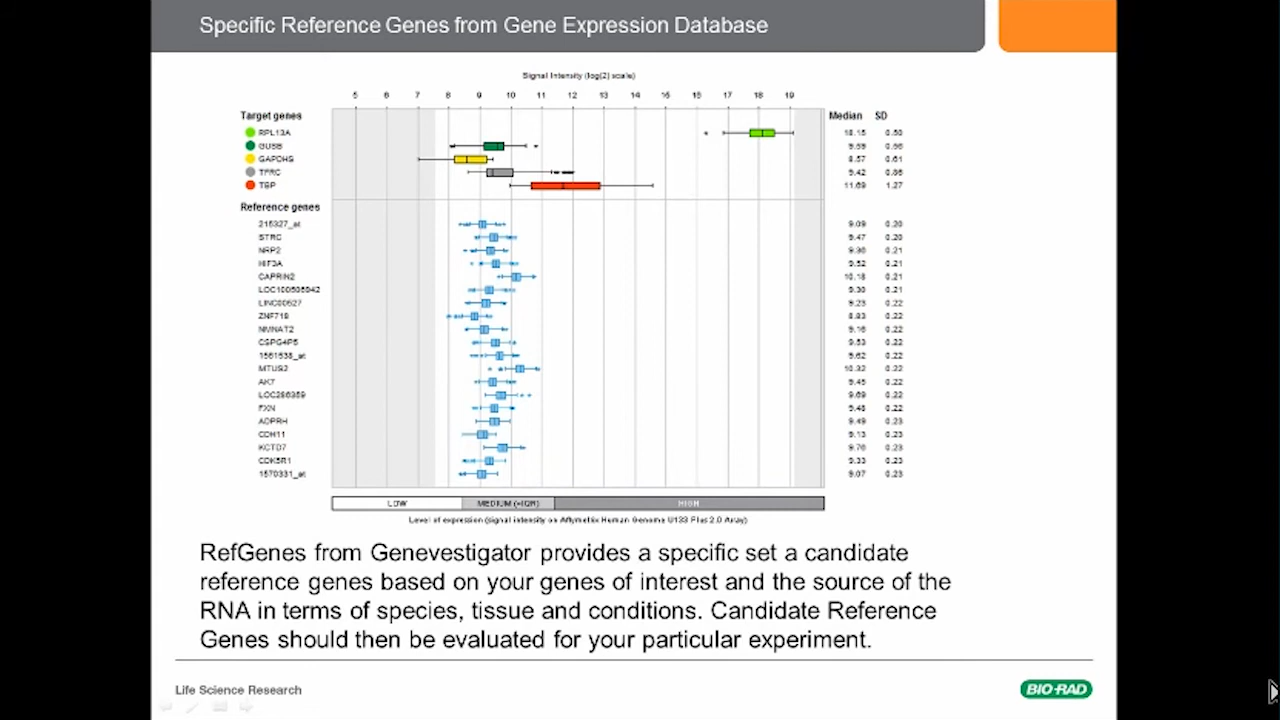 Specific Reference Genes from Gene Expression Database
Signal Intensity (log(2) scale)
5 6 7 8 9 10 11 12 13 14 15 16 17 18 19
Target genes Median SD
RPL13A 18.15 0.50
GUSB 9.59 0.56
GAPDHS 8.57 0.61
TFRC 9.42 0.86
TBP 11.69 1.27
Reference genes
215327_at 9.09 0.20
STRC 9.47 0.20
NRP2 9.36 0.21
HIF3A 9.52 0.21
CAPRIN2 10.18 0.21
9.30 0.21
LINC00527 9.23 0.22
ZNF718 8.83 0.22
NMNAT2 9.16 0.22
CSPG4P5 9.53 0.22
1561538_at 9.62 0.22
MTUS2 10.32 0.22
AK7 9.45 0.22
9.69 0.22
FXN 9.48 0.22
ADPRH 9.49 0.23
CDH11 9.13 0.23
KCTD7 9.76 0.23
CDK5R1 9.33 0.23
1570331_at 9.07 0.23
LOW MEDIUM (=IQR) HIGH
Level of expression (signal intensity on Affymetrix Human Genome U133 Plus 2.0 Array)
RefGenes from Genevestigator provides a specific set a candidate
reference genes based on your genes of interest and the source of the
RNA in terms of species, tissue and conditions. Candidate Reference
Genes should then be evaluated for your particular experiment.
Life Science Research
BIO-RAD